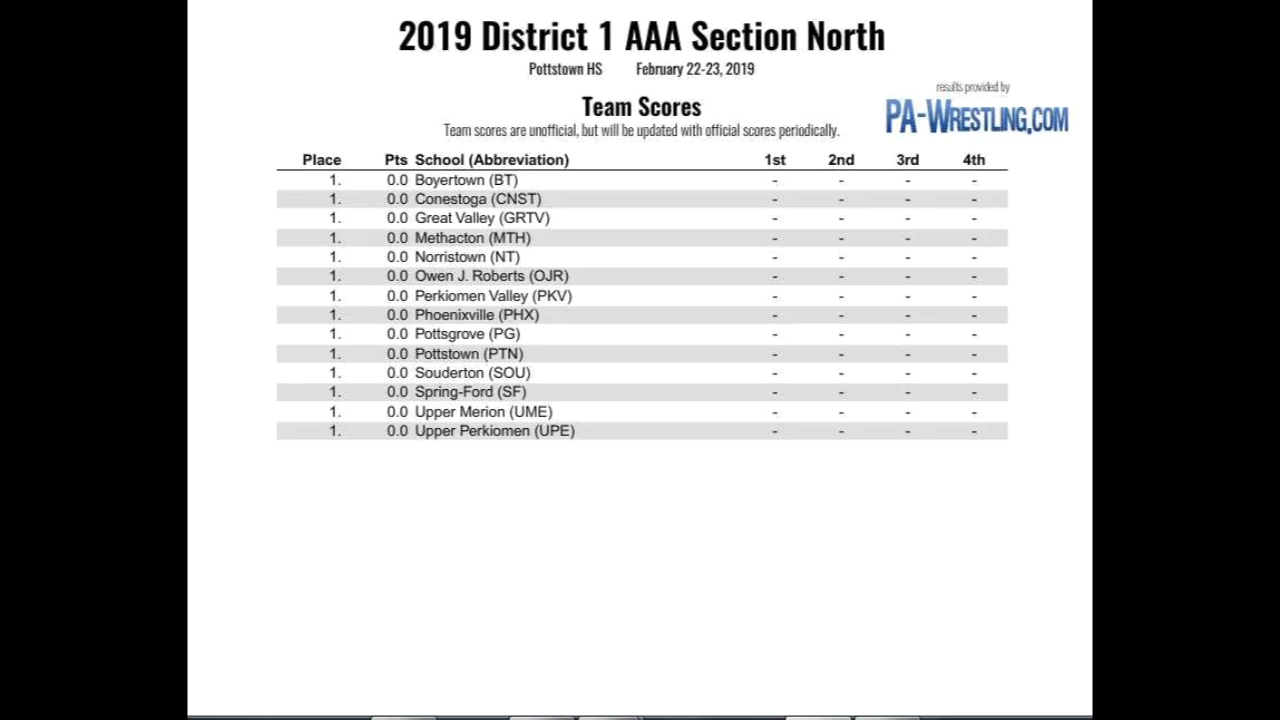 2019 District 1 AAA Section North
Pottstown HS February 22-23, 2019
results provided by
PA-WRESTLING.COM
Team Scores
Team scores are unofficial, but will be updated with official scores periodically.
Place Pts School (Abbreviation) 1st 2nd 3rd 4th
1. 0.0 Boyertown (BT) - - - -
1. 0.0 Conestoga (CNST) - - - -
1. 0.0 Great Valley (GRTV) - - - -
1. 0.0 Methacton (MTH) - - - -
1. 0.0 Norristown (NT) - - - -
1. 0.0 Owen J. Roberts (OJR) - - - -
1. 0.0 Perkiomen Valley (PKV) - - - -
1. 0.0 Phoenixville (PHX) - - - -
1. 0.0 Pottsgrove (PG) - - - -
1. 0.0 Pottstown (PTN) - - - -
1. 0.0 Souderton (SOU) - - - -
1. 0.0 Spring-Ford (SF) - - - -
1. 0.0 Upper Merion (UME) - - - -
1. 0.0 Upper Perkiomen (UPE) - - - -